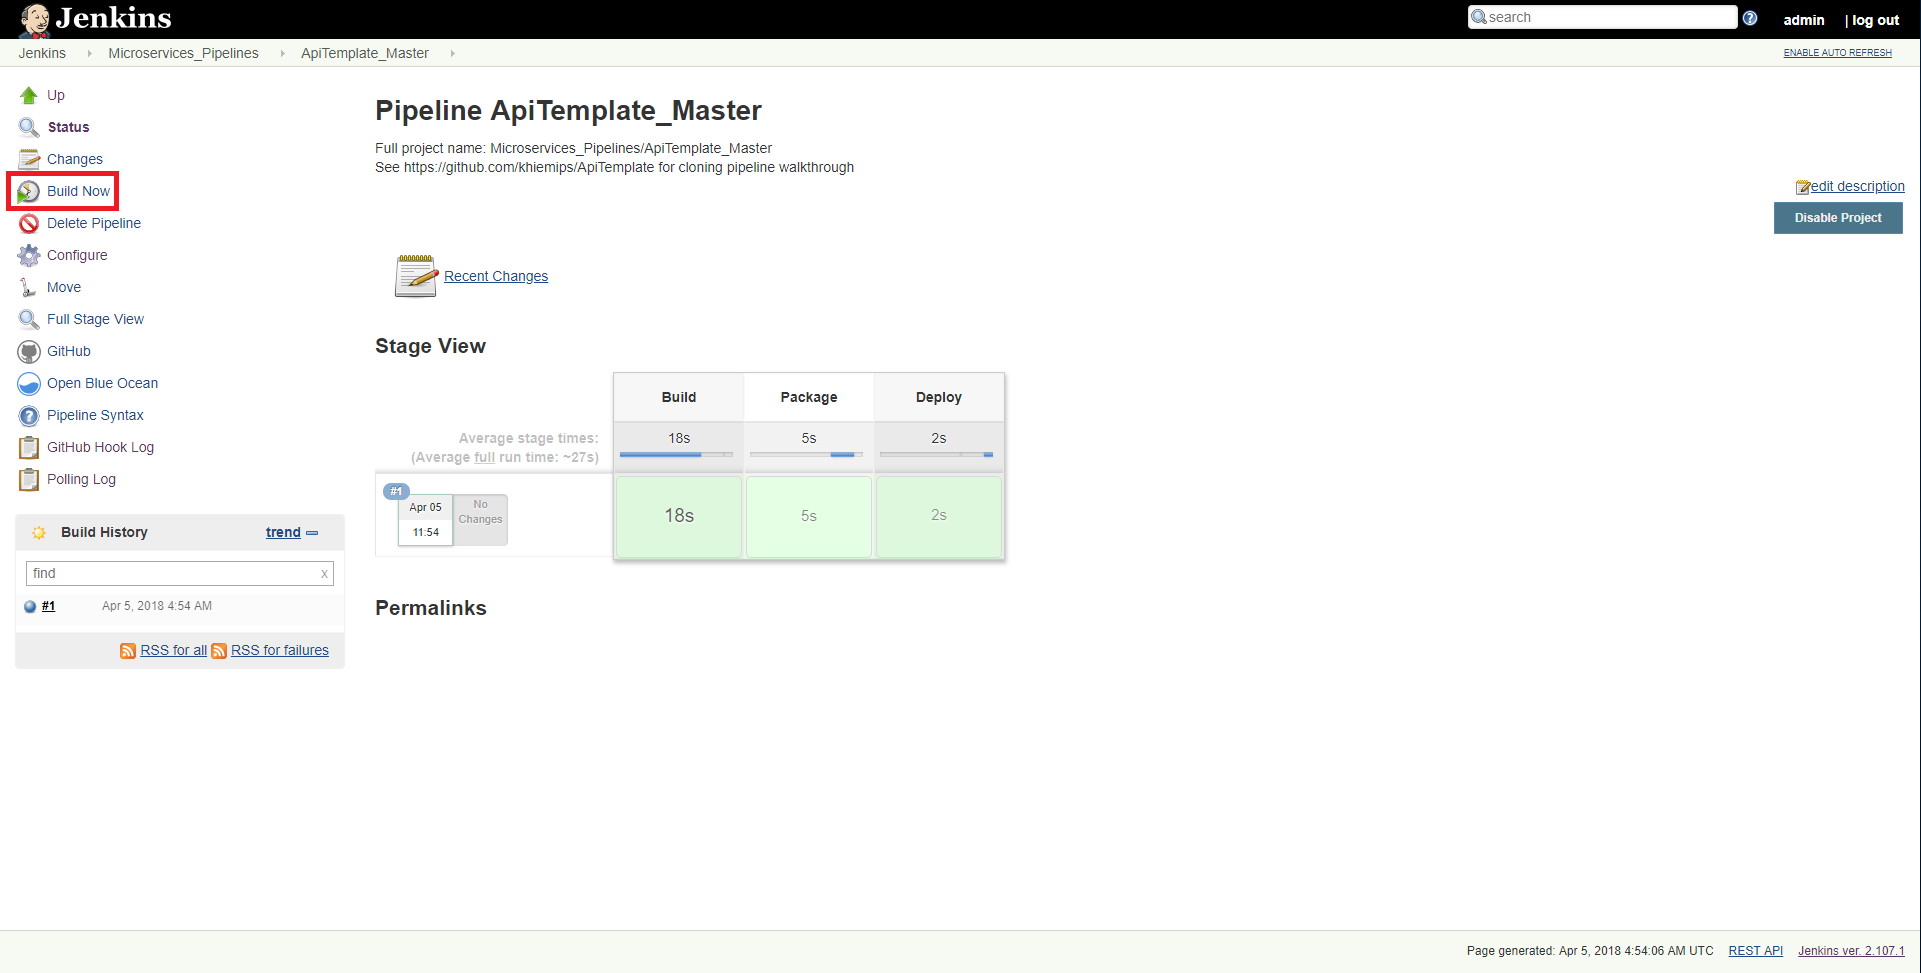 Jenkins
search
admin | log out
Jenkins Microservices_Pipelines ApiTemplate_Master
ENABLE AUTO REFRESH
Up
Status
Changes
Build Now
Delete Pipeline
Configure
Move
Full Stage View
GitHub
Open Blue Ocean
Pipeline Syntax
GitHub Hook Log
Polling Log
Build History trend
find x
#1 Apr 5, 2018 4:54 AM
RSS for all RSS for failures
Pipeline ApiTemplate_Master
Full project name: Microservices_Pipelines/ApiTemplate_Master
See https://github.com/khiemips/ApiTemplate for cloning pipeline walkthrough
edit description
Disable Project
Recent Changes
Stage View
Build Package Deploy
Average stage times: 18s 5s 2s
(Average full run time: ~27s)
#1
Apr 05
11:54
No
Changes
18s 5s 2s
Permalinks
Page generated: Apr 5, 2018 4:54:06 AM UTC REST API Jenkins ver. 2.107.1